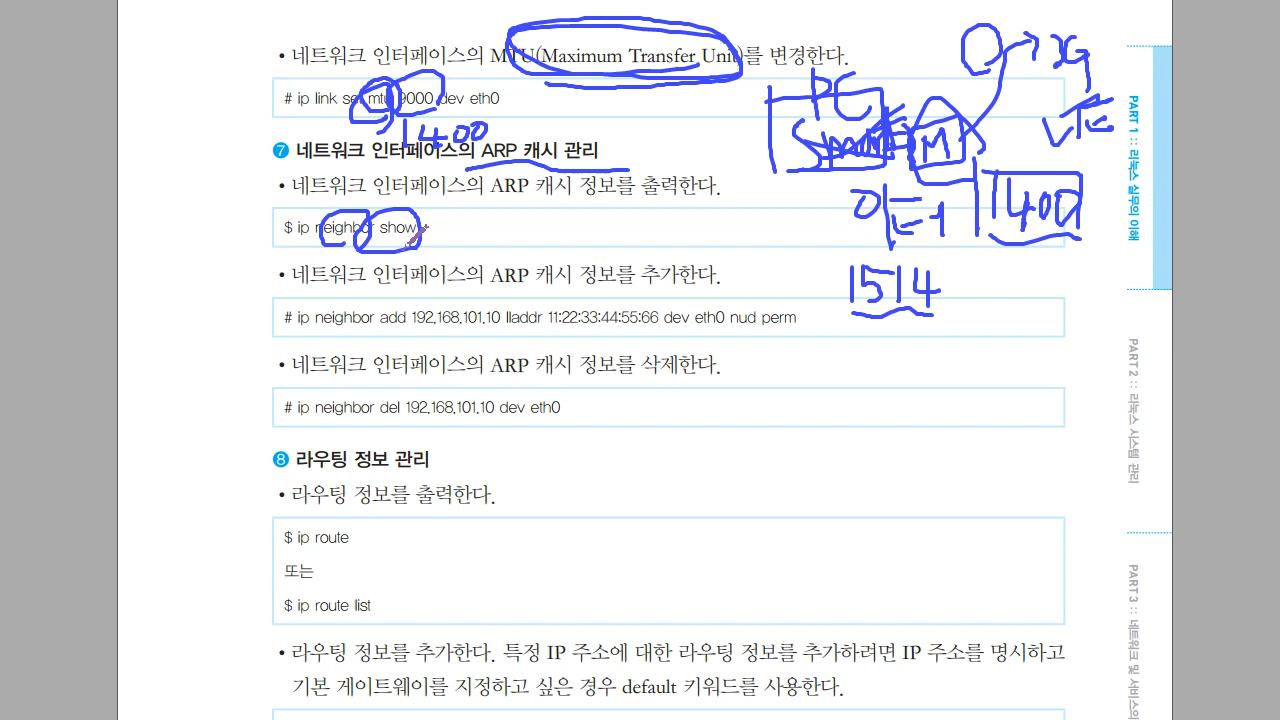 • 네트워크 인터페이스의 MTU(Maximum Transfer Unit)를 변경한다.
# ip link set mtu 9000 dev eth0
1400
PC
M
3G
1400
1514
❼ 네트워크 인터페이스의 ARP 캐시 관리
• 네트워크 인터페이스의 ARP 캐시 정보를 출력한다.
$ ip neighbor show
• 네트워크 인터페이스의 ARP 캐시 정보를 추가한다.
# ip neighbor add 192.168.101.10 lladdr 11:22:33:44:55:66 dev eth0 nud perm
• 네트워크 인터페이스의 ARP 캐시 정보를 삭제한다.
# ip neighbor del 192.168.101.10 dev eth0
❽ 라우팅 정보 관리
• 라우팅 정보를 출력한다.
$ ip route
또는
$ ip route list
• 라우팅 정보를 추가한다. 특정 IP 주소에 대한 라우팅 정보를 추가하려면 IP 주소를 명시하고
기본 게이트웨이를 지정하고 싶은 경우 default 키워드를 사용한다.
PART 1 :: 리눅스 실무의 이해
PART 2 :: 리눅스 시스템 관리
PART 3 :: 네트워크 및 서비스의